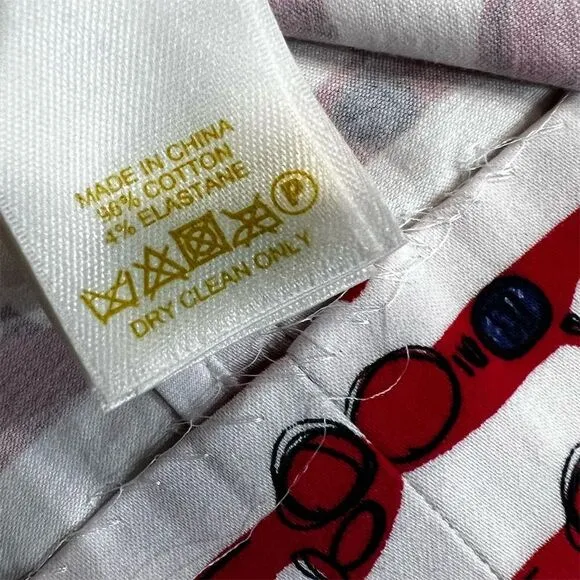 MADE IN CHINA
96% COTTON
4% ELASTANE
P
DRY CLEAN ONLY